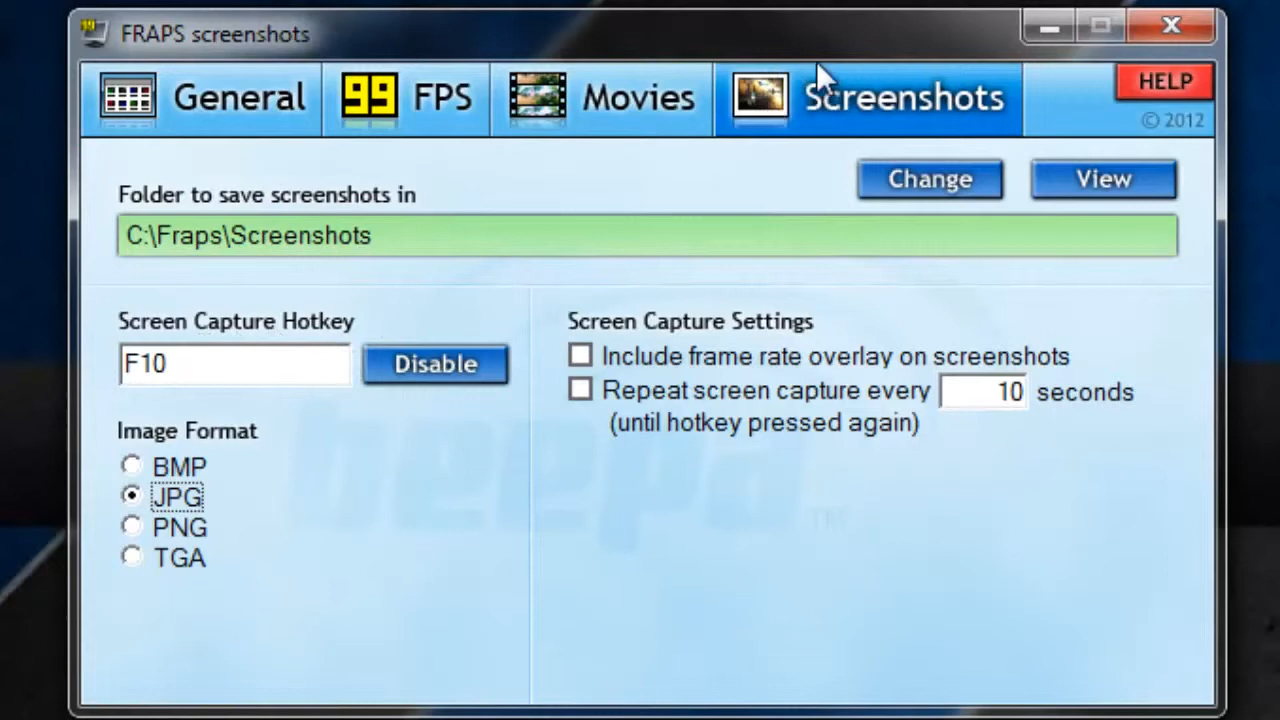 FRAPS screenshots
General
99 FPS
Movies
Screenshots
HELP
© 2012
Folder to save screenshots in
Change
View
C:\Fraps\Screenshots
Screen Capture Hotkey
F10
Disable
Image Format
BMP
JPG
PNG
TGA
Screen Capture Settings
Include frame rate overlay on screenshots
Repeat screen capture every 10 seconds
(until hotkey pressed again)
beepa™